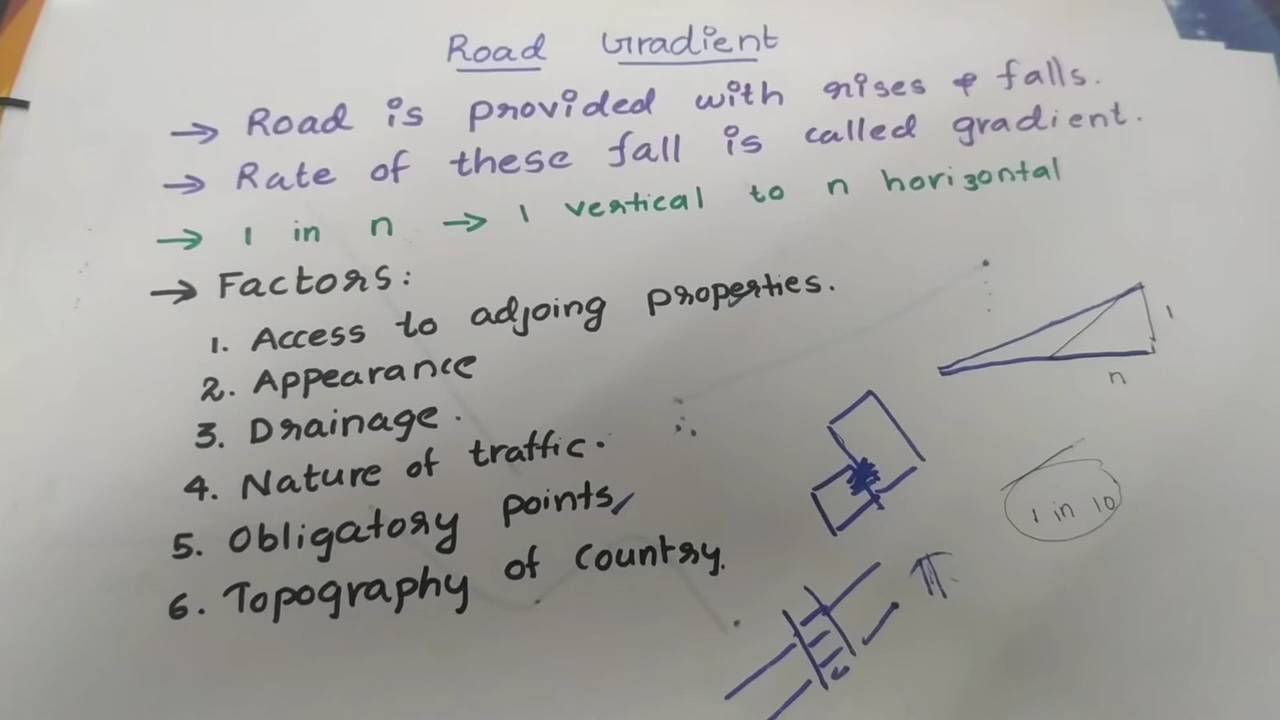 Road Gradient
→ Road is provided with rises & falls.
→ Rate of these fall is called gradient.
→ 1 in n → 1 vertical to n horizontal
→ Factors:
1. Access to adjoing properties.
2. Appearance
3. Drainage.
4. Nature of traffic.
5. Obligatory points
6. Topography of country.
1
n
1 in 10